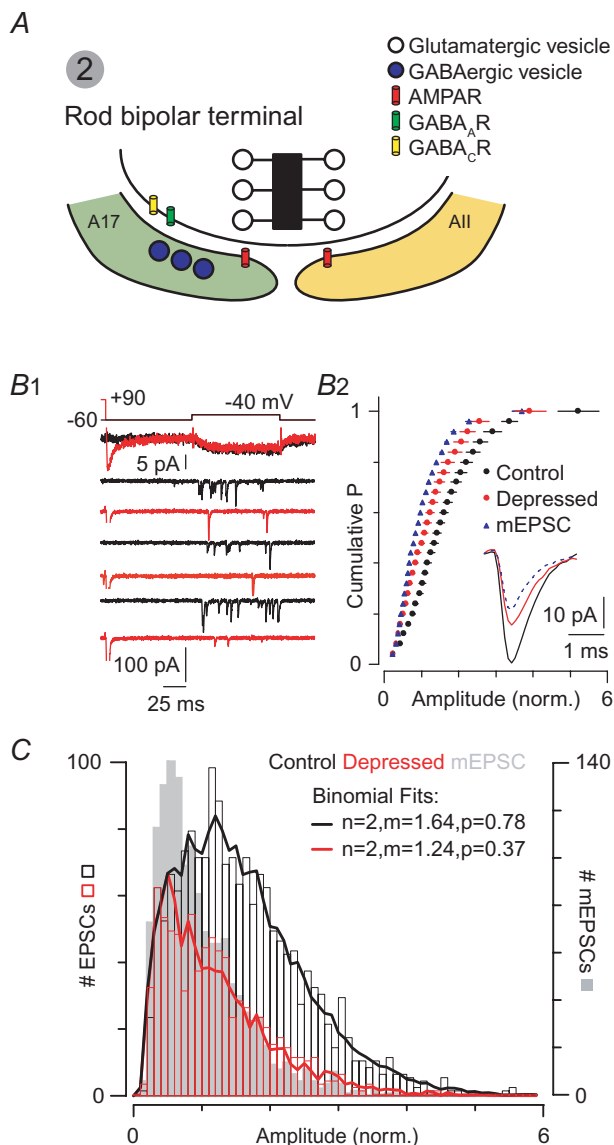 A
2
Rod bipolar terminal
Glutamatergic vesicle
GABAergic vesicle
AMPAR
GABA_AR
GABA_CR
A17
AII
B1
+90
-60
-40 mV
5 pA
100 pA
25 ms
B2
1
Cumulative P
0
Control
Depressed
mEPSC
10 pA
1 ms
0
Amplitude (norm.)
6
C
100
# EPSCs
0
Control Depressed mEPSC
Binomial Fits:
n=2,m=1.64,p=0.78
n=2,m=1.24,p=0.37
140
# mEPSCs
0
0
Amplitude (norm.)
6